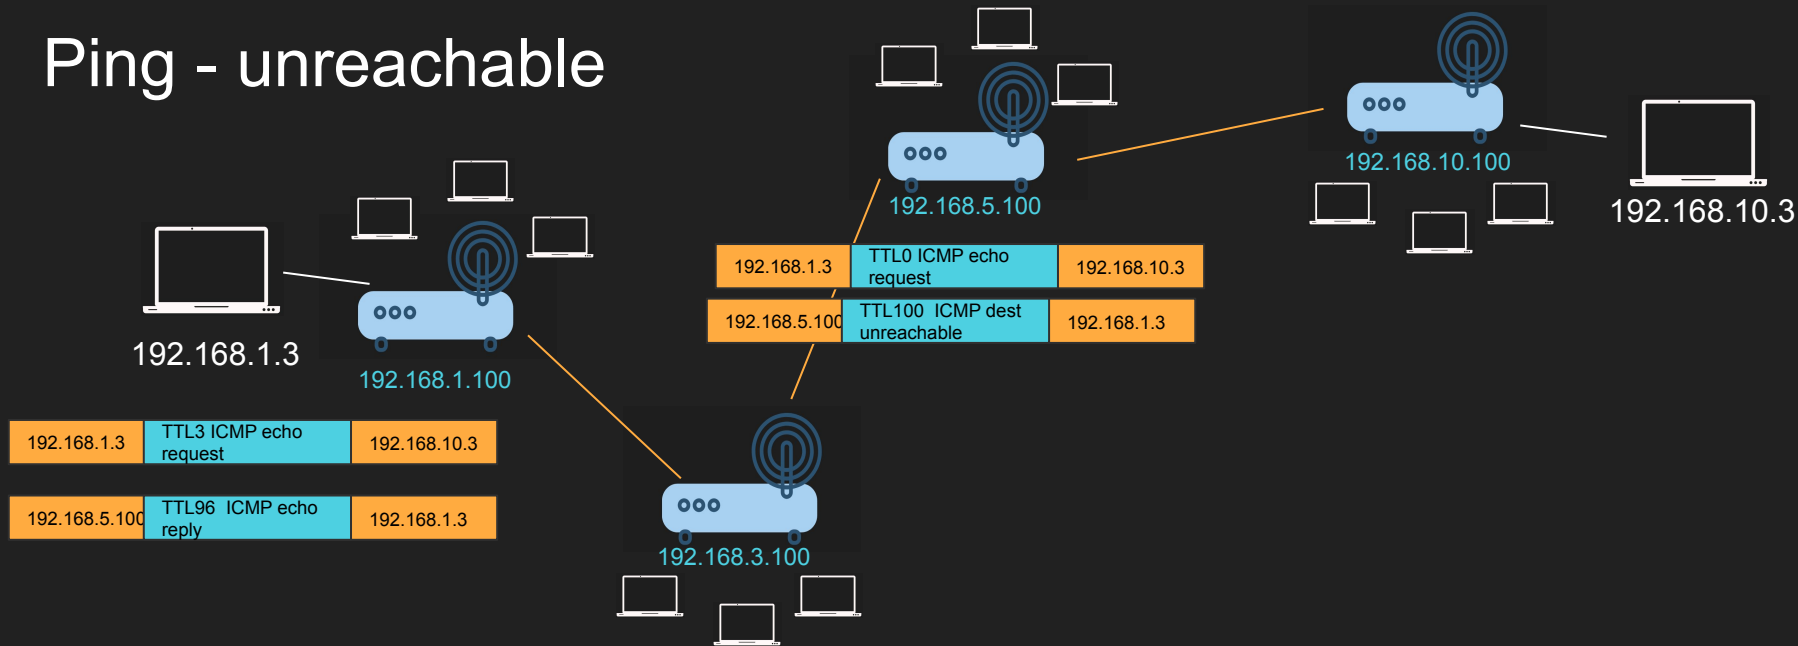 Ping - unreachable
192.168.10.100
192.168.10.3
192.168.5.100
192.168.1.3
TTL0 ICMP echo
request
192.168.10.3
192.168.5.100
TTL100  ICMP dest
unreachable
192.168.1.3
192.168.1.3
192.168.1.100
192.168.1.3
TTL3 ICMP echo
request
192.168.10.3
192.168.5.100
TTL96  ICMP echo
reply
192.168.1.3
192.168.3.100